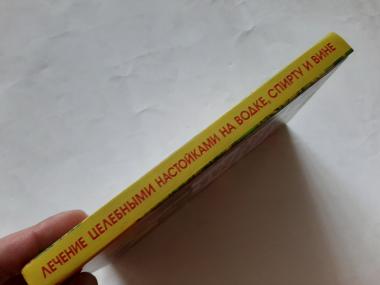 ЛЕЧЕНИЕ ЦЕЛЕБНЫМИ НАСТОЙКАМИ НА ВОДКЕ, СПИРТУ И ВИНЕ